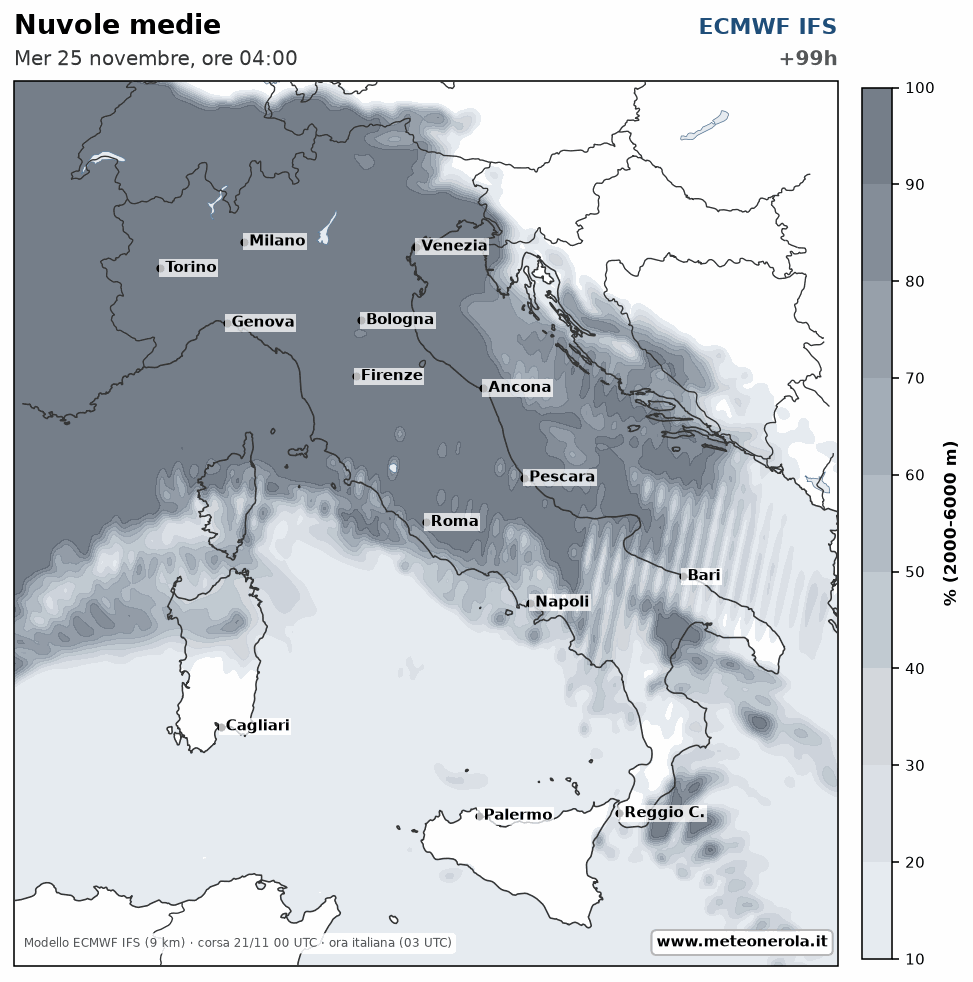 Nuvole medie
ECMWF IFS
Mer 25 novembre, ore 04:00
+99h
100
90
80
70
60
50
40
30
20
10
% (2000-6000 m)
Milano
Venezia
Torino
Genova
Bologna
Firenze
Ancona
Pescara
Roma
Bari
Napoli
Cagliari
Palermo
Reggio C.
Modello ECMWF IFS (9 km) · corsa 21/11 00 UTC · ora italiana (03 UTC)
www.meteonerola.it